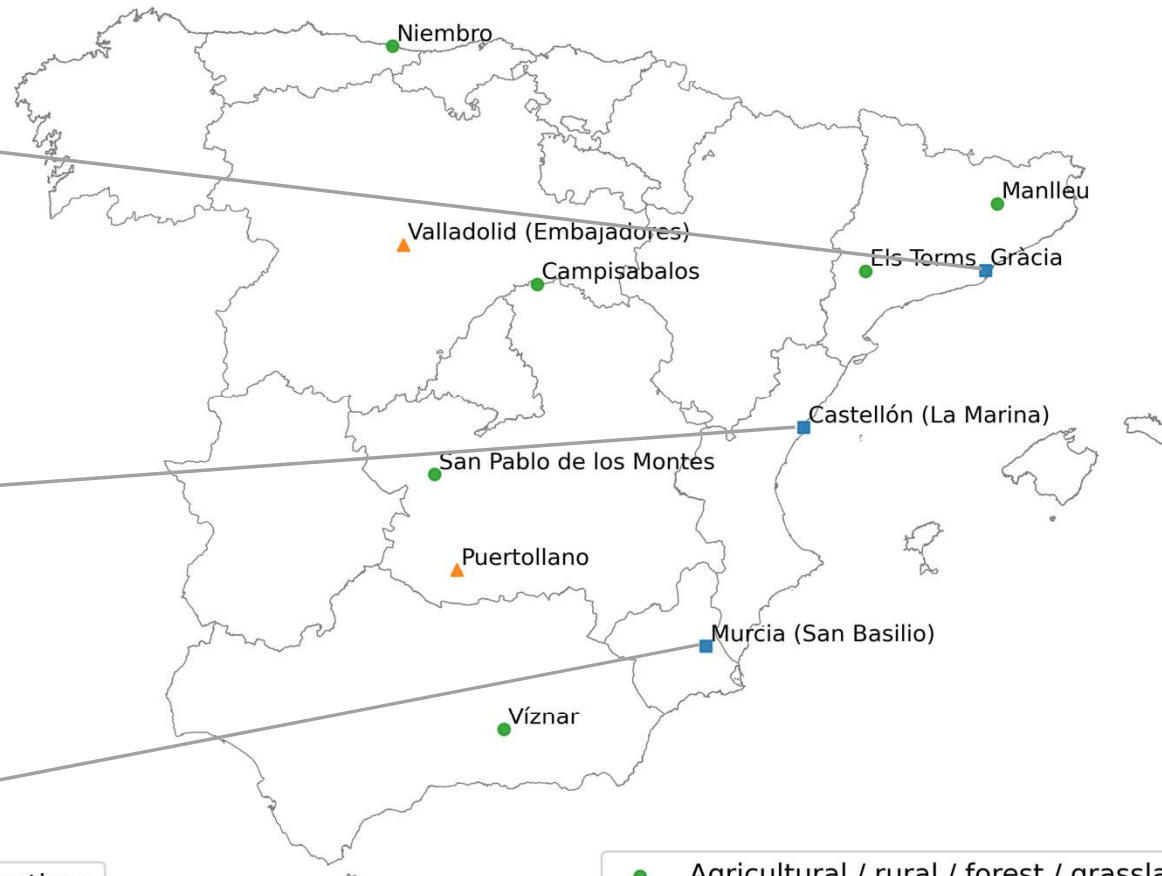 Niembro
Manlleu
Valladolid (Embajadores)
Els Torms
Gràcia
Campisabalos
Castellón (La Marina)
San Pablo de los Montes
Puertollano
Murcia (San Basilio)
Víznar
Agricultural / rural / forest /